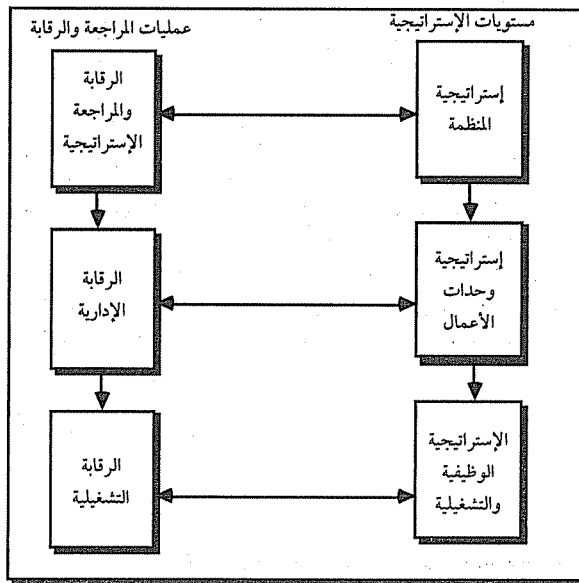 مستويات الإستراتيجية
عمليات المراجعة والرقابة
إستراتيجية
المنظمة
الرقابة
والمراجعة
الإستراتيجية
إستراتيجية
وحدات
الأعمال
الرقابة
الإدارية
الإستراتيجية
الوظيفية
والتشغيلية
الرقابة
التشغيلية